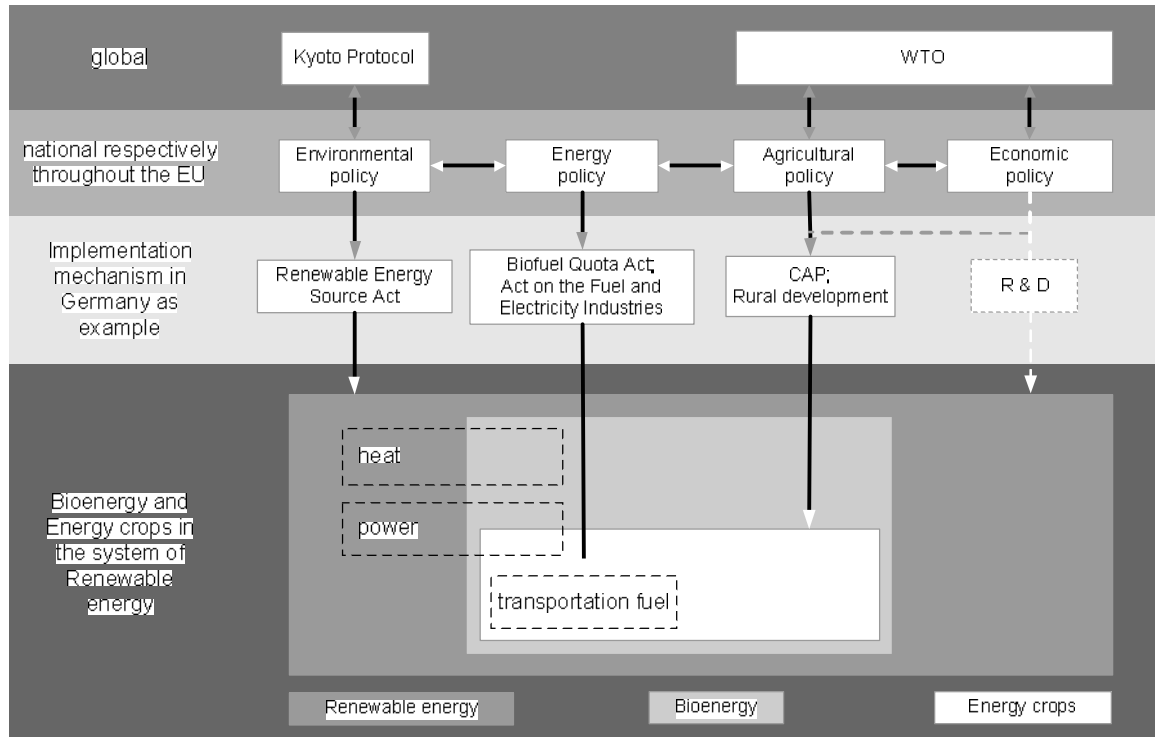 global
Kyoto Protocol
WTO
national respectively
throughout the EU
Environmental
policy
Energy
policy
Agricultural
policy
Economic
policy
Implementation
mechanism in
Germany as
example
Renewable Energy
Source Act
Biofuel Quota Act;
Act on the Fuel and
Electricity Industries
CAP;
Rural development
R & D
Bioenergy and
Energy crops in
the system of
Renewable
energy
heat
power
transportation fuel
Renewable energy
Bioenergy
Energy crops